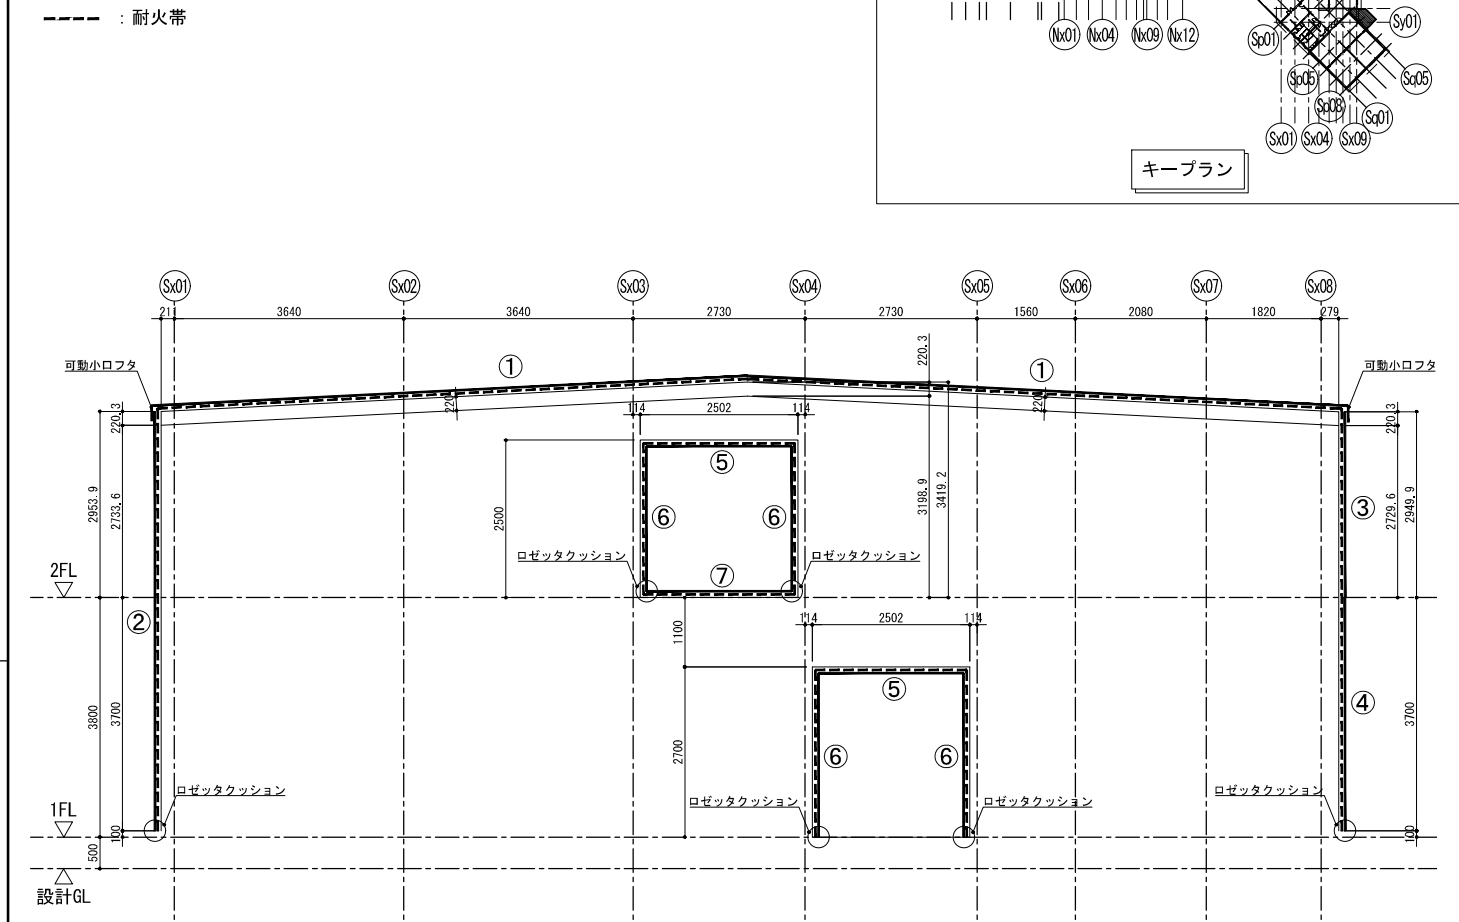 : 耐火帯
Nx01 Nx04 Nx09 Nx12
Sp01 Sy01
Sp05 Sq05
Sp08 Sq01
Sx01 Sx04 Sx09
キープラン
Sx01 Sx02 Sx03 Sx04 Sx05 Sx06 Sx07 Sx08
211 3640 3640 2730 2730 1560 2080 1820 279
可動小ロフタ ① ① 可動小ロフタ
220.3
220 220
220.3 220.3
114 2502 114
⑤
2953.9 2733.6 2500 ⑥ ⑥ 3198.9 3419.2 ③ 2729.6 2949.9
ロゼッタクッション ロゼッタクッション
2FL ⑦
② 1100 114 2502 114
⑤
3800 3700 2700 ⑥ ⑥ ④ 3700
ロゼッタクッション ロゼッタクッション ロゼッタクッション ロゼッタクッション
1FL
100 100
500
設計GL